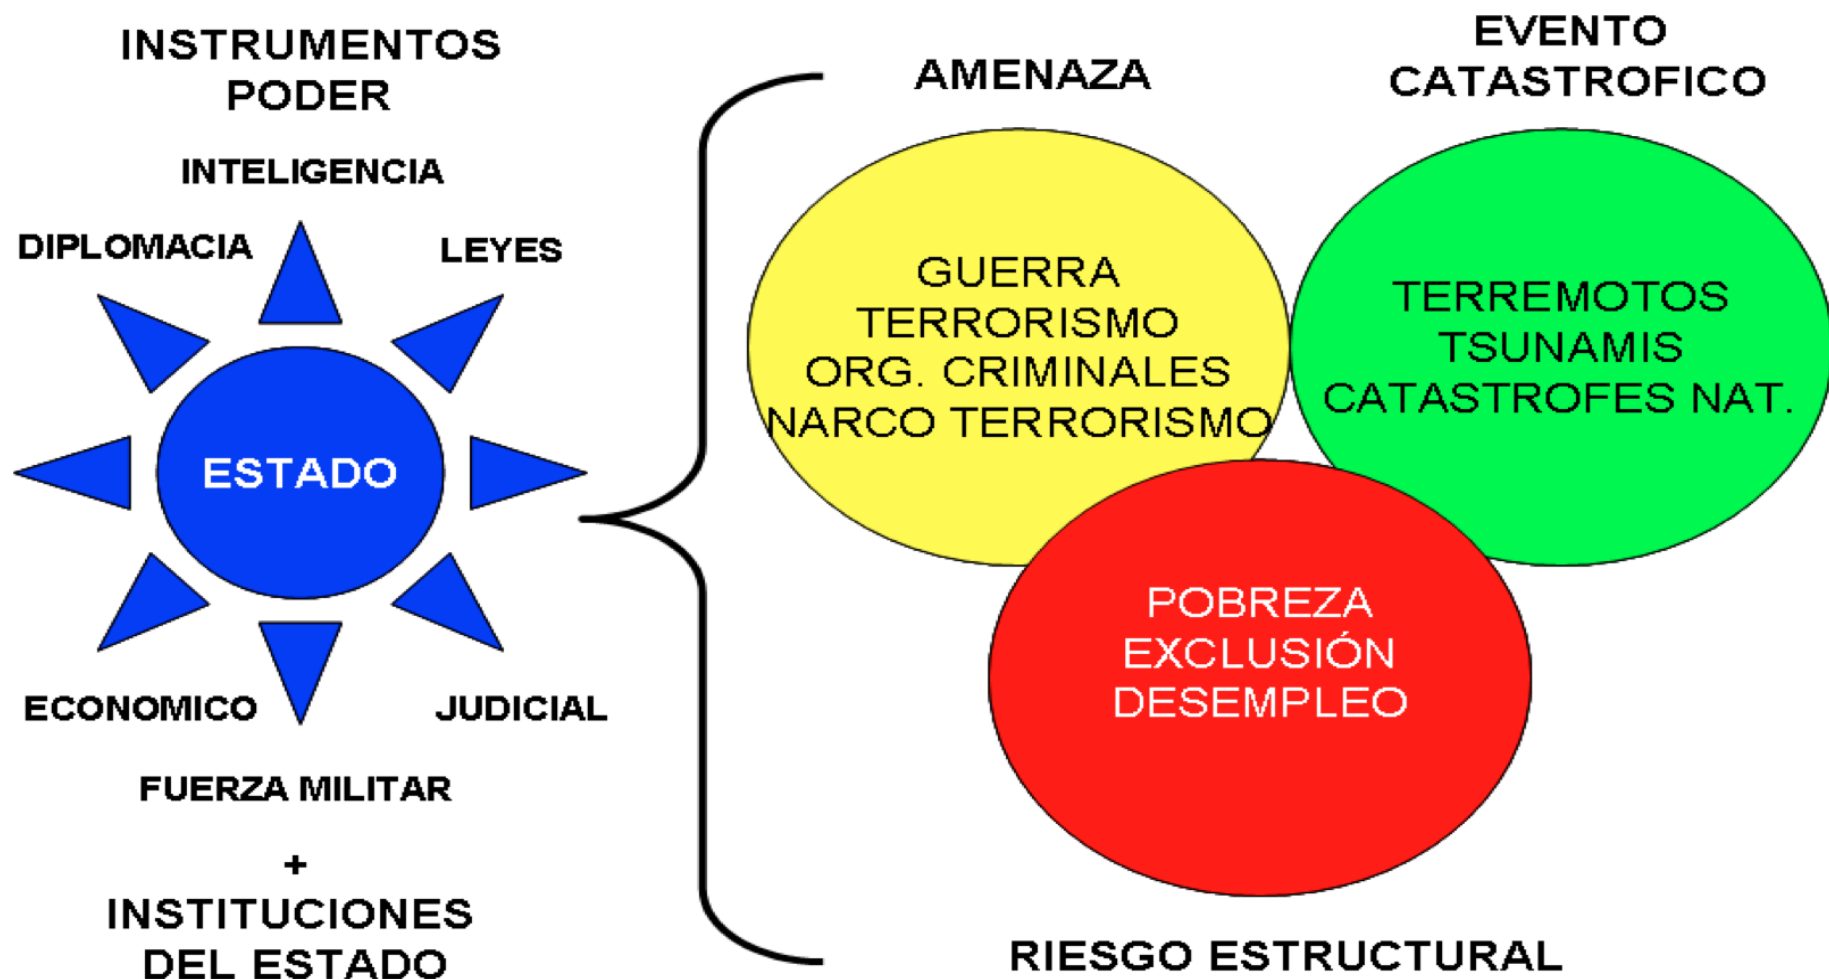 INSTRUMENTOS
PODER
INTELIGENCIA
DIPLOMACIA
LEYES
ESTADO
ECONOMICO
JUDICIAL
FUERZA MILITAR
+
INSTITUCIONES
DEL ESTADO
AMENAZA
GUERRA
TERRORISMO
ORG. CRIMINALES
NARCO TERRORISMO
EVENTO
CATASTROFICO
TERREMOTOS
TSUNAMIS
CATASTROFES NAT.
POBREZA
EXCLUSIÓN
DESEMPLEO
RIESGO ESTRUCTURAL